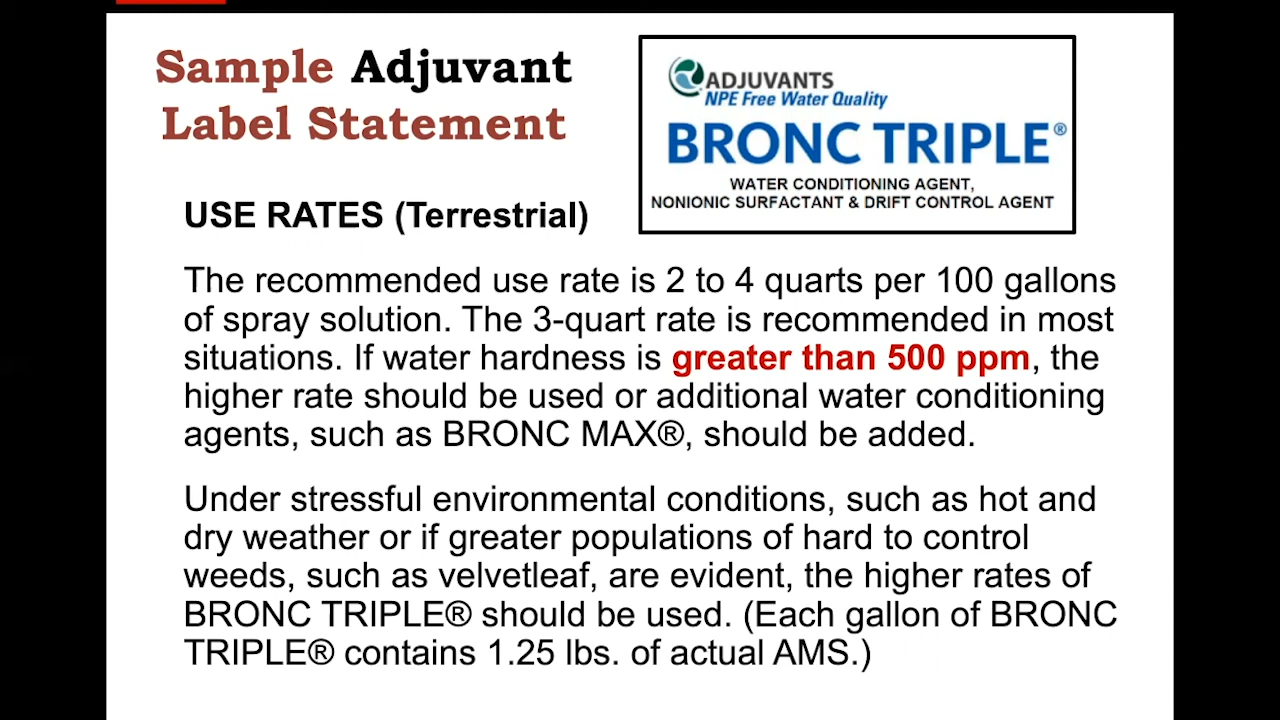 Sample Adjuvant
Label Statement
ADJUVANTS
NPE Free Water Quality
BRONC TRIPLE®
WATER CONDITIONING AGENT,
NONIONIC SURFACTANT & DRIFT CONTROL AGENT
USE RATES (Terrestrial)
The recommended use rate is 2 to 4 quarts per 100 gallons
of spray solution. The 3-quart rate is recommended in most
situations. If water hardness is greater than 500 ppm, the
higher rate should be used or additional water conditioning
agents, such as BRONC MAX®, should be added.
Under stressful environmental conditions, such as hot and
dry weather or if greater populations of hard to control
weeds, such as velvetleaf, are evident, the higher rates of
BRONC TRIPLE® should be used. (Each gallon of BRONC
TRIPLE® contains 1.25 lbs. of actual AMS.)